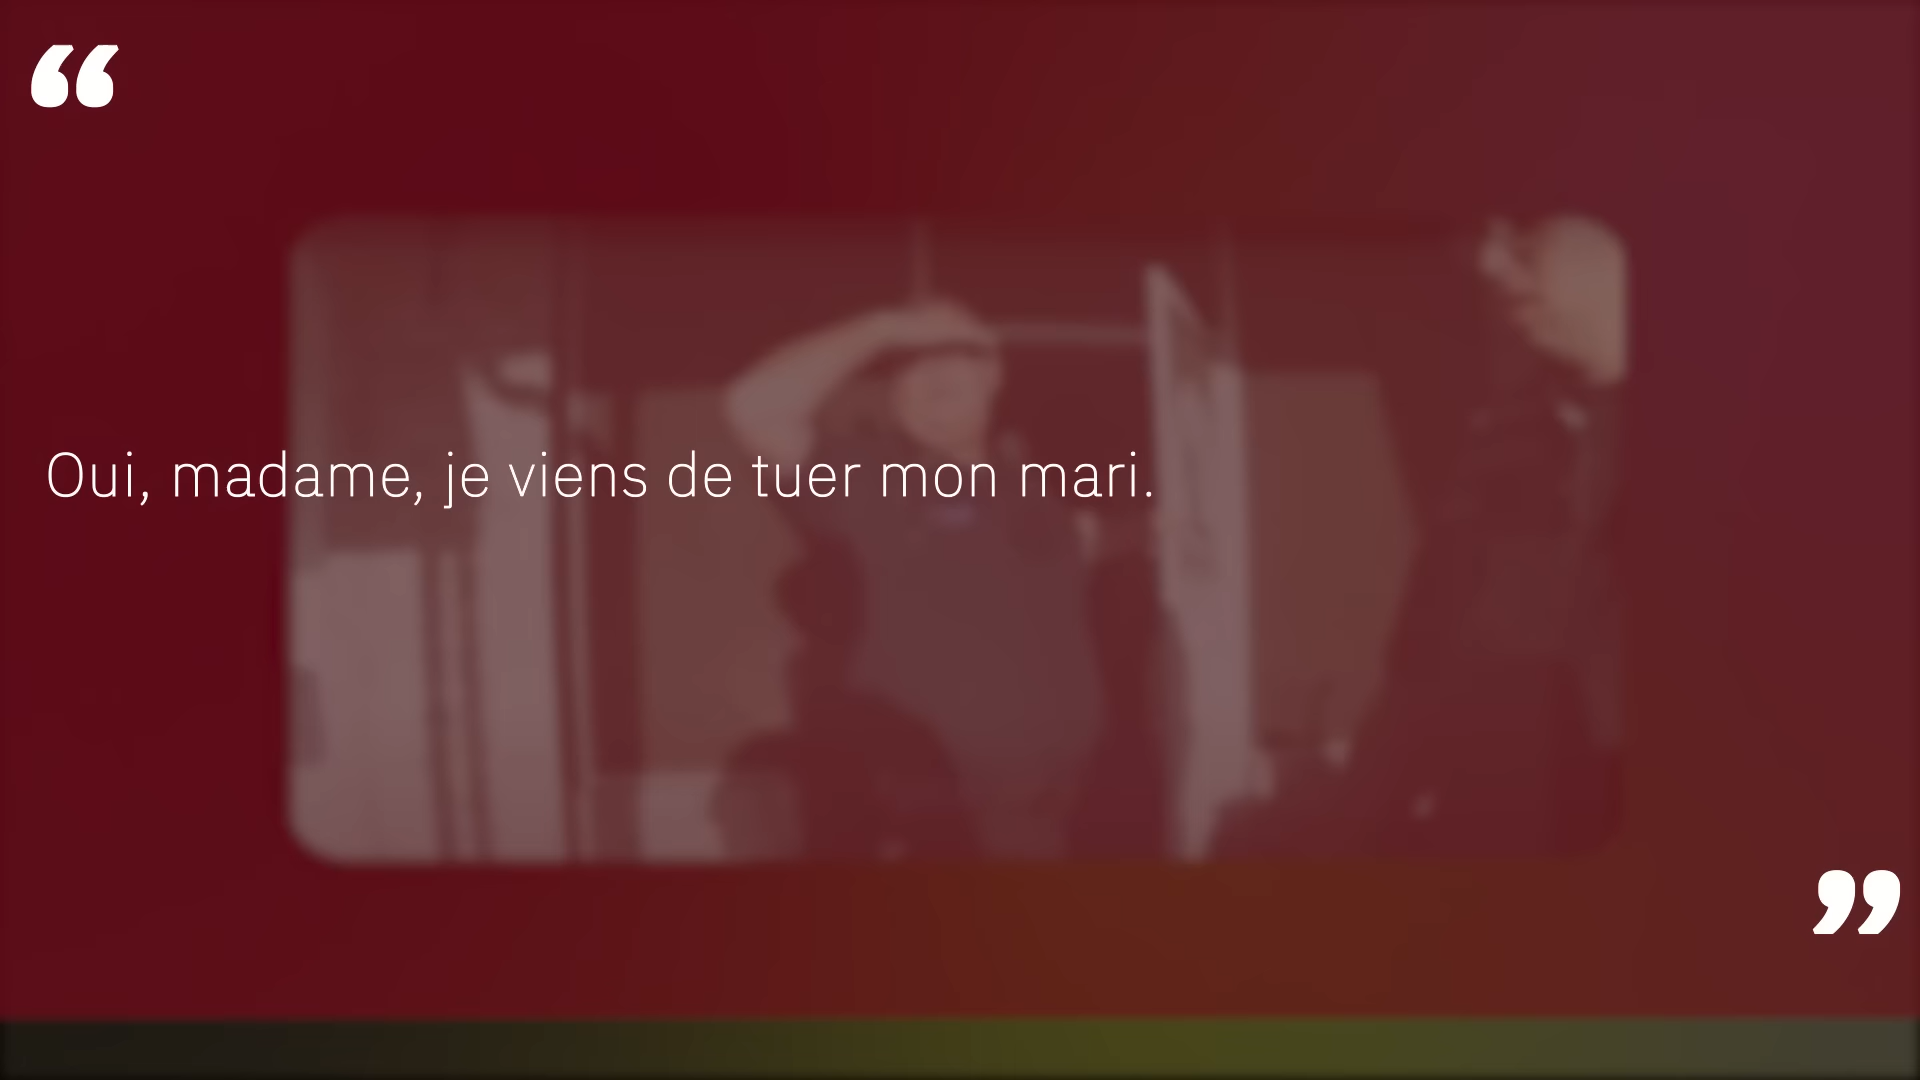 “
Oui, madame, je viens de tuer mon mari.
”